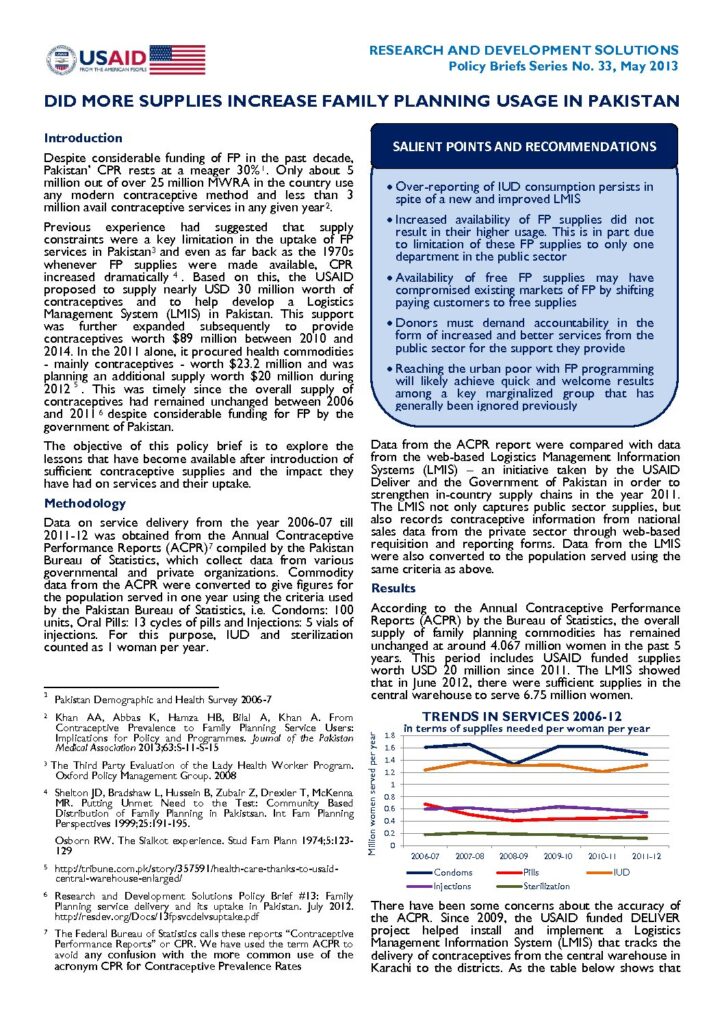 USAID
FROM THE AMERICAN PEOPLE
RESEARCH AND DEVELOPMENT SOLUTIONS
Policy Briefs Series No. 33, May 2013
DID MORE SUPPLIES INCREASE FAMILY PLANNING USAGE IN PAKISTAN
Introduction
Despite considerable funding of FP in the past decade,
Pakistan' CPR rests at a meager 30%1. Only about 5
million out of over 25 million MWRA in the country use
any modern contraceptive method and less than 3
million avail contraceptive services in any given year2.
Previous experience had suggested that supply
constraints were a key limitation in the uptake of FP
services in Pakistan3 and even as far back as the 1970s
whenever FP supplies were made available, CPR
increased dramatically 4 . Based on this, the USAID
proposed to supply nearly USD 30 million worth of
contraceptives and to help develop a Logistics
Management System (LMIS) in Pakistan. This support
was further expanded subsequently to provide
contraceptives worth $89 million between 2010 and
2014. In the 2011 alone, it procured health commodities
- mainly contraceptives - worth $23.2 million and was
planning an additional supply worth $20 million during
2012 5 . This was timely since the overall supply of
contraceptives had remained unchanged between 2006
and 2011 6 despite considerable funding for FP by the
government of Pakistan.
The objective of this policy brief is to explore the
lessons that have become available after introduction of
sufficient contraceptive supplies and the impact they
have had on services and their uptake.
Methodology
Data on service delivery from the year 2006-07 till
2011-12 was obtained from the Annual Contraceptive
Performance Reports (ACPR)7 compiled by the Pakistan
Bureau of Statistics, which collect data from various
governmental and private organizations. Commodity
data from the ACPR were converted to give figures for
the population served in one year using the criteria used
by the Pakistan Bureau of Statistics, i.e. Condoms: 100
units, Oral Pills: 13 cycles of pills and Injections: 5 vials of
injections. For this purpose, IUD and sterilization
counted as 1 woman per year.
1 Pakistan Demographic and Health Survey 2006-7
2 Khan AA, Abbas K, Hamza HB, Bilal A, Khan A. From
Contraceptive Prevalence to Family Planning Service Users:
Implications for Policy and Programmes. Journal of the Pakistan
Medical Association 2013;63:S-11-S-15
3 The Third Party Evaluation of the Lady Health Worker Program.
Oxford Policy Management Group. 2008
4 Shelton JD, Bradshaw L, Hussein B, Zubair Z, Drexler T, McKenna
MR. Putting Unmet Need to the Test: Community Based
Distribution of Family Planning in Pakistan. Int Fam Planning
Perspectives 1999;25:191-195.
Osborn RW. The Sialkot experience. Stud Fam Plann 1974;5:123-
129
5 http://tribune.com.pk/story/357591/health-care-thanks-to-usaid-
central-warehouse-enlarged/
6 Research and Development Solutions Policy Brief #13: Family
Planning service delivery and its uptake in Pakistan. July 2012.
http://resdev.org/Docs/13fpsvcdelvsuptake.pdf
7 The Federal Bureau of Statistics calls these reports "Contraceptive
Performance Reports" or CPR. We have used the term ACPR to
avoid any confusion with the more common use of the
acronym CPR for Contraceptive Prevalence Rates
SALIENT POINTS AND RECOMMENDATIONS
• Over-reporting of IUD consumption persists in
spite of a new and improved LMIS
• Increased availability of FP supplies did not
result in their higher usage. This is in part due
to limitation of these FP supplies to only one
department in the public sector
• Availability of free FP supplies may have
compromised existing markets of FP by shifting
paying customers to free supplies
• Donors must demand accountability in the
form of increased and better services from the
public sector for the support they provide
• Reaching the urban poor with FP programming
will likely achieve quick and welcome results
among a key marginalized group that has
generally been ignored previously
Data from the ACPR report were compared with data
from the web-based Logistics Management Information
Systems (LMIS) – an initiative taken by the USAID
Deliver and the Government of Pakistan in order to
strengthen in-country supply chains in the year 2011.
The LMIS not only captures public sector supplies, but
also records contraceptive information from national
sales data from the private sector through web-based
requisition and reporting forms. Data from the LMIS
were also converted to the population served using the
same criteria as above.
Results
According to the Annual Contraceptive Performance
Reports (ACPR) by the Bureau of Statistics, the overall
supply of family planning commodities has remained
unchanged at around 4.067 million women in the past 5
years. This period includes USAID funded supplies
worth USD 20 million since 2011. The LMIS showed
that in June 2012, there were sufficient supplies in the
central warehouse to serve 6.75 million women.
TRENDS IN SERVICES 2006-12
in terms of supplies needed per woman per year
Million women served per year
1.8
1.6
1.4
1.2
1
0.8
0.6
0.4
0.2
0
2006-07 2007-08 2008-09 2009-10 2010-11 2011-12
Condoms Pills IUD
Injections Sterilization
There have been some concerns about the accuracy of
the ACPR. Since 2009, the USAID funded DELIVER
project helped install and implement a Logistics
Management Information System (LMIS) that tracks the
delivery of contraceptives from the central warehouse in
Karachi to the districts. As the table below shows that